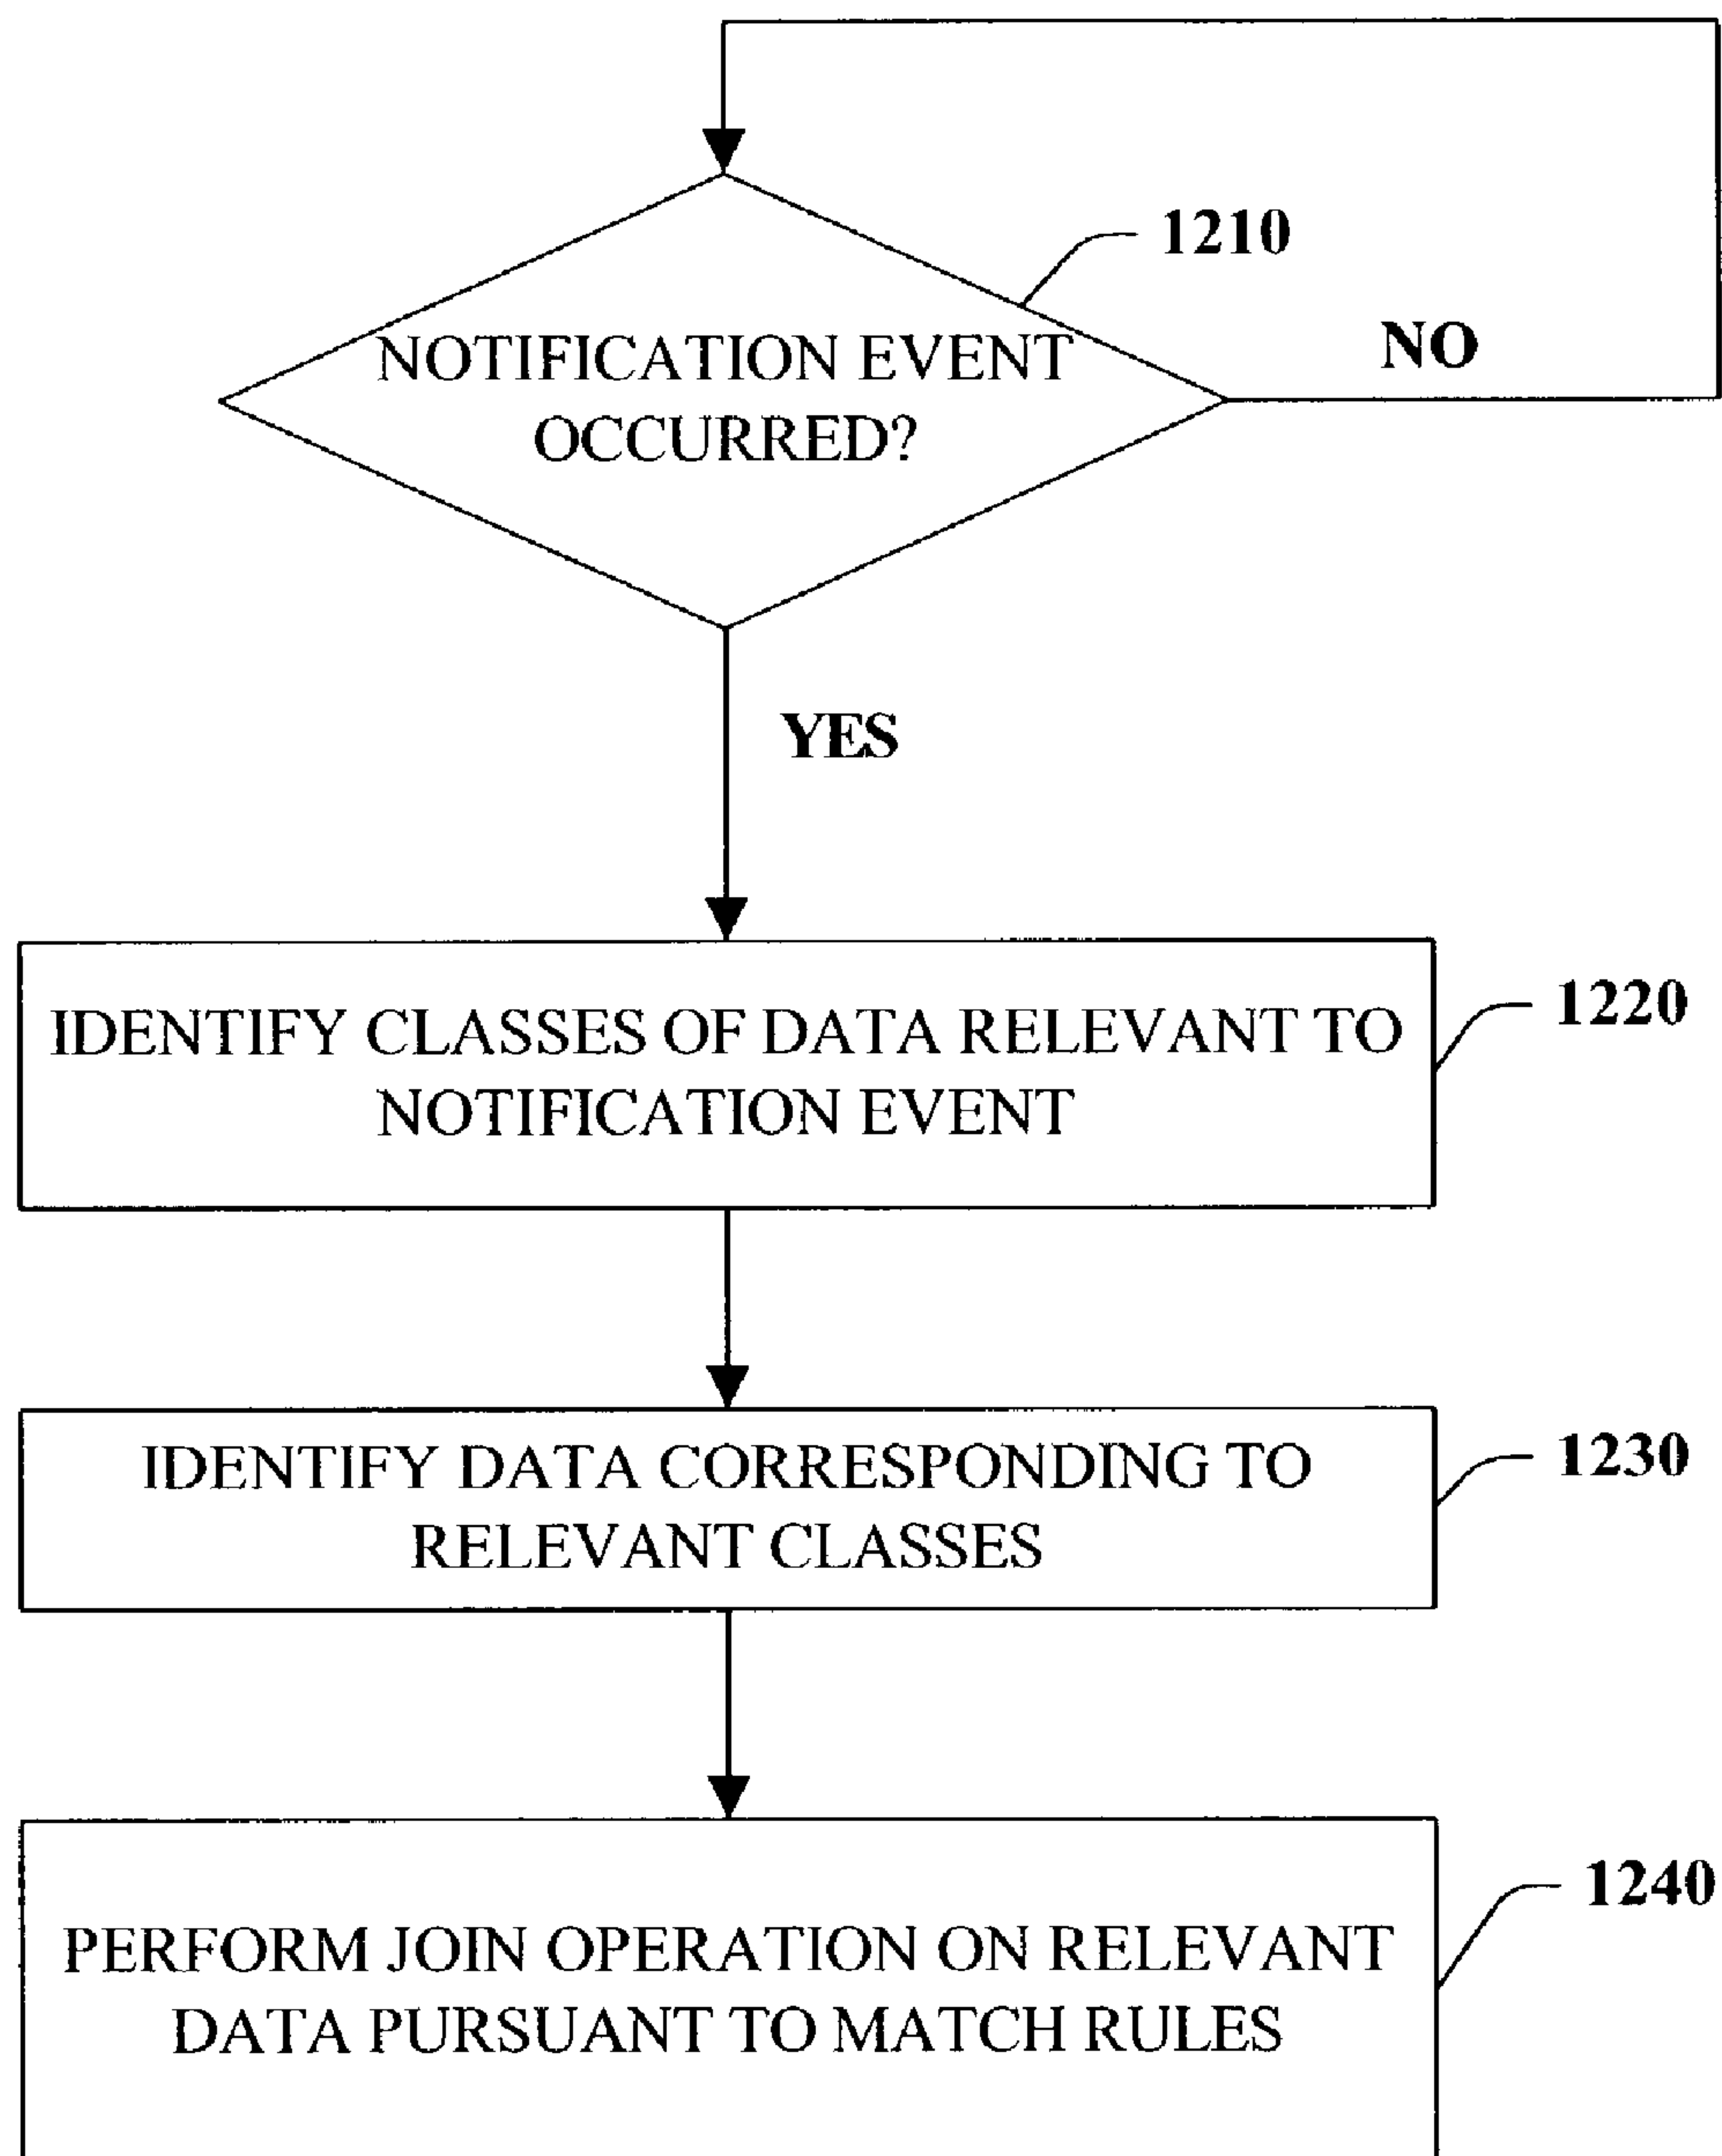 1210
NOTIFICATION EVENT
OCCURRED?
NO
YES
IDENTIFY CLASSES OF DATA RELEVANT TO
NOTIFICATION EVENT
1220
IDENTIFY DATA CORRESPONDING TO
RELEVANT CLASSES
1230
PERFORM JOIN OPERATION ON RELEVANT
DATA PURSUANT TO MATCH RULES
1240